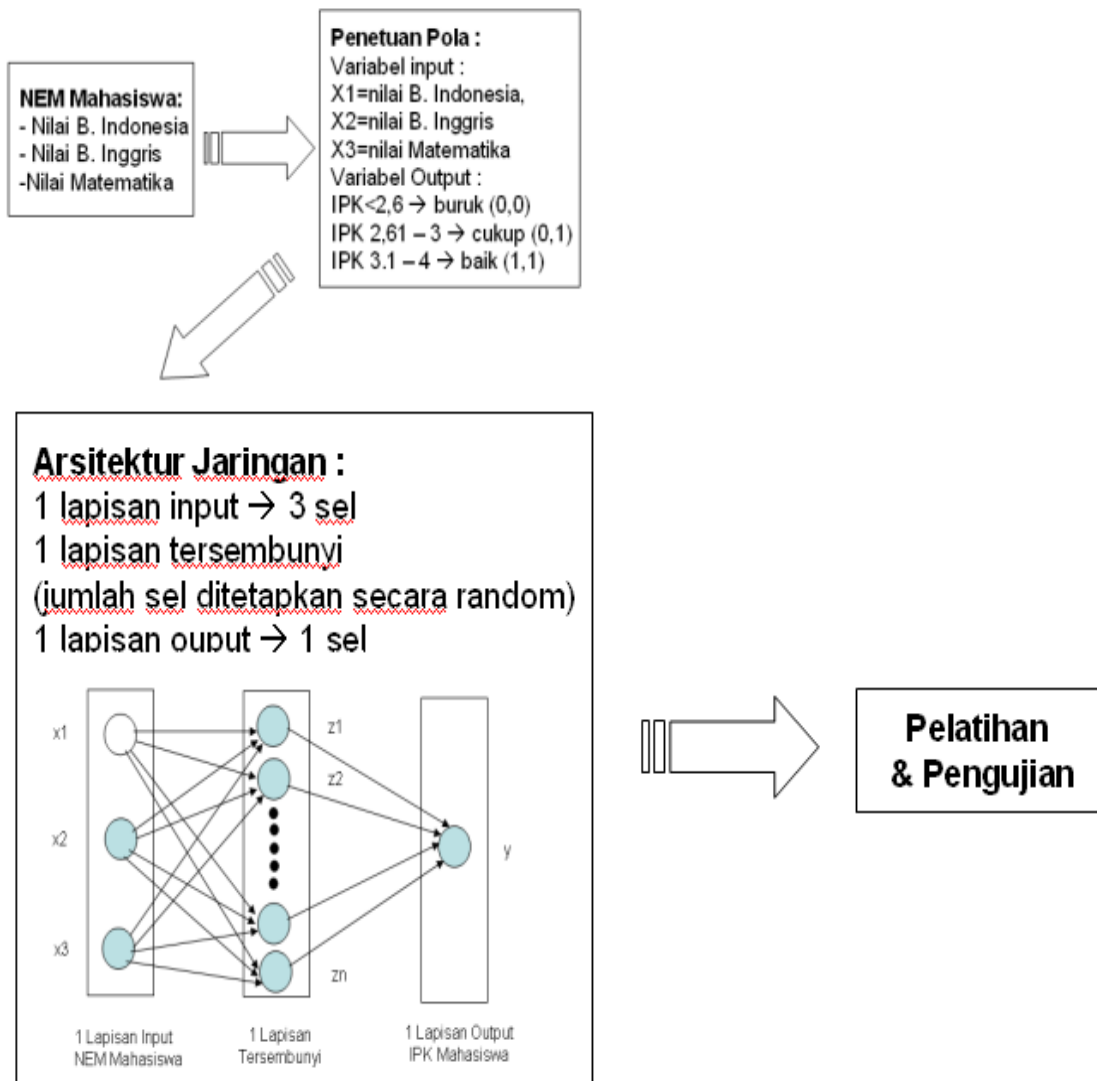 NEM Mahasiswa:
- Nilai B. Indonesia
- Nilai B. Inggris
-Nilai Matematika
Penetuan Pola :
Variabel input :
X1=nilai B. Indonesia,
X2=nilai B. Inggris
X3=nilai Matematika
Variabel Output :
IPK<2,6 → buruk (0,0)
IPK 2,61 – 3 → cukup (0,1)
IPK 3.1 – 4 → baik (1,1)
Arsitektur Jaringan :
1 lapisan input → 3 sel
1 lapisan tersembunyi
(jumlah sel ditetapkan secara random)
1 lapisan ouput → 1 sel
x1
x2
x3
z1
z2
zn
y
1 Lapisan Input
NEM Mahasiswa
1 Lapisan
Tersembunyi
1 Lapisan Output
IPK Mahasiswa
Pelatihan
& Pengujian